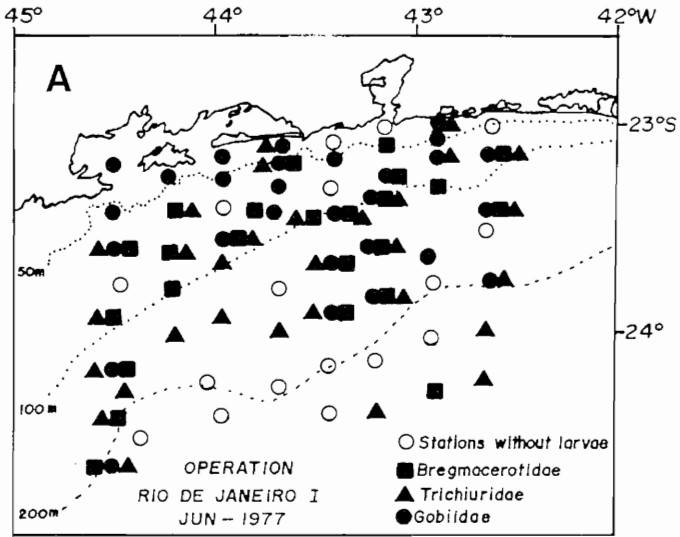 45° 44° 43° 42°W
A
23°S
50m
24°
100m
200m
OPERATION
RIO DE JANEIRO I
JUN - 1977
Stations without larvae
Bregmacerotidae
Trichiuridae
Gobiidae